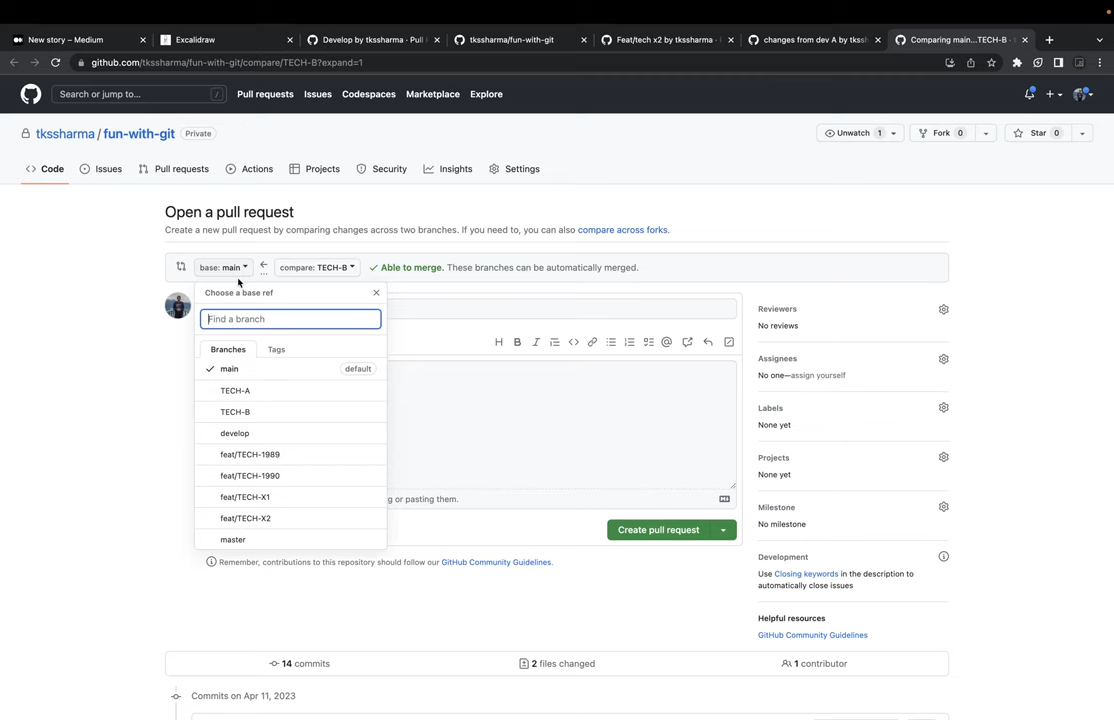 New story – Medium
Excalidraw
Develop by tkssharma · Pull
tkssharma/fun-with-git
Feat/tech x2 by tkssharma ·
changes from dev A by tkssh
Comparing main...TECH-B ·
github.com/tkssharma/fun-with-git/compare/TECH-B?expand=1
Search or jump to...
/
Pull requests
Issues
Codespaces
Marketplace
Explore
tkssharma / fun-with-git
Private
Unwatch 1
Fork 0
Star 0
Code
Issues
Pull requests
Actions
Projects
Security
Insights
Settings
Open a pull request
Create a new pull request by comparing changes across two branches. If you need to, you can also compare across forks.
base: main
compare: TECH-B
Able to merge. These branches can be automatically merged.
Choose a base ref
Find a branch
Branches
Tags
main
default
TECH-A
TECH-B
develop
feat/TECH-1989
feat/TECH-1990
feat/TECH-X1
feat/TECH-X2
master
g or pasting them.
Create pull request
Remember, contributions to this repository should follow our GitHub Community Guidelines.
Reviewers
No reviews
Assignees
No one—assign yourself
Labels
None yet
Projects
None yet
Milestone
No milestone
Development
Use Closing keywords in the description to
automatically close issues
Helpful resources
GitHub Community Guidelines
14 commits
2 files changed
1 contributor
Commits on Apr 11, 2023